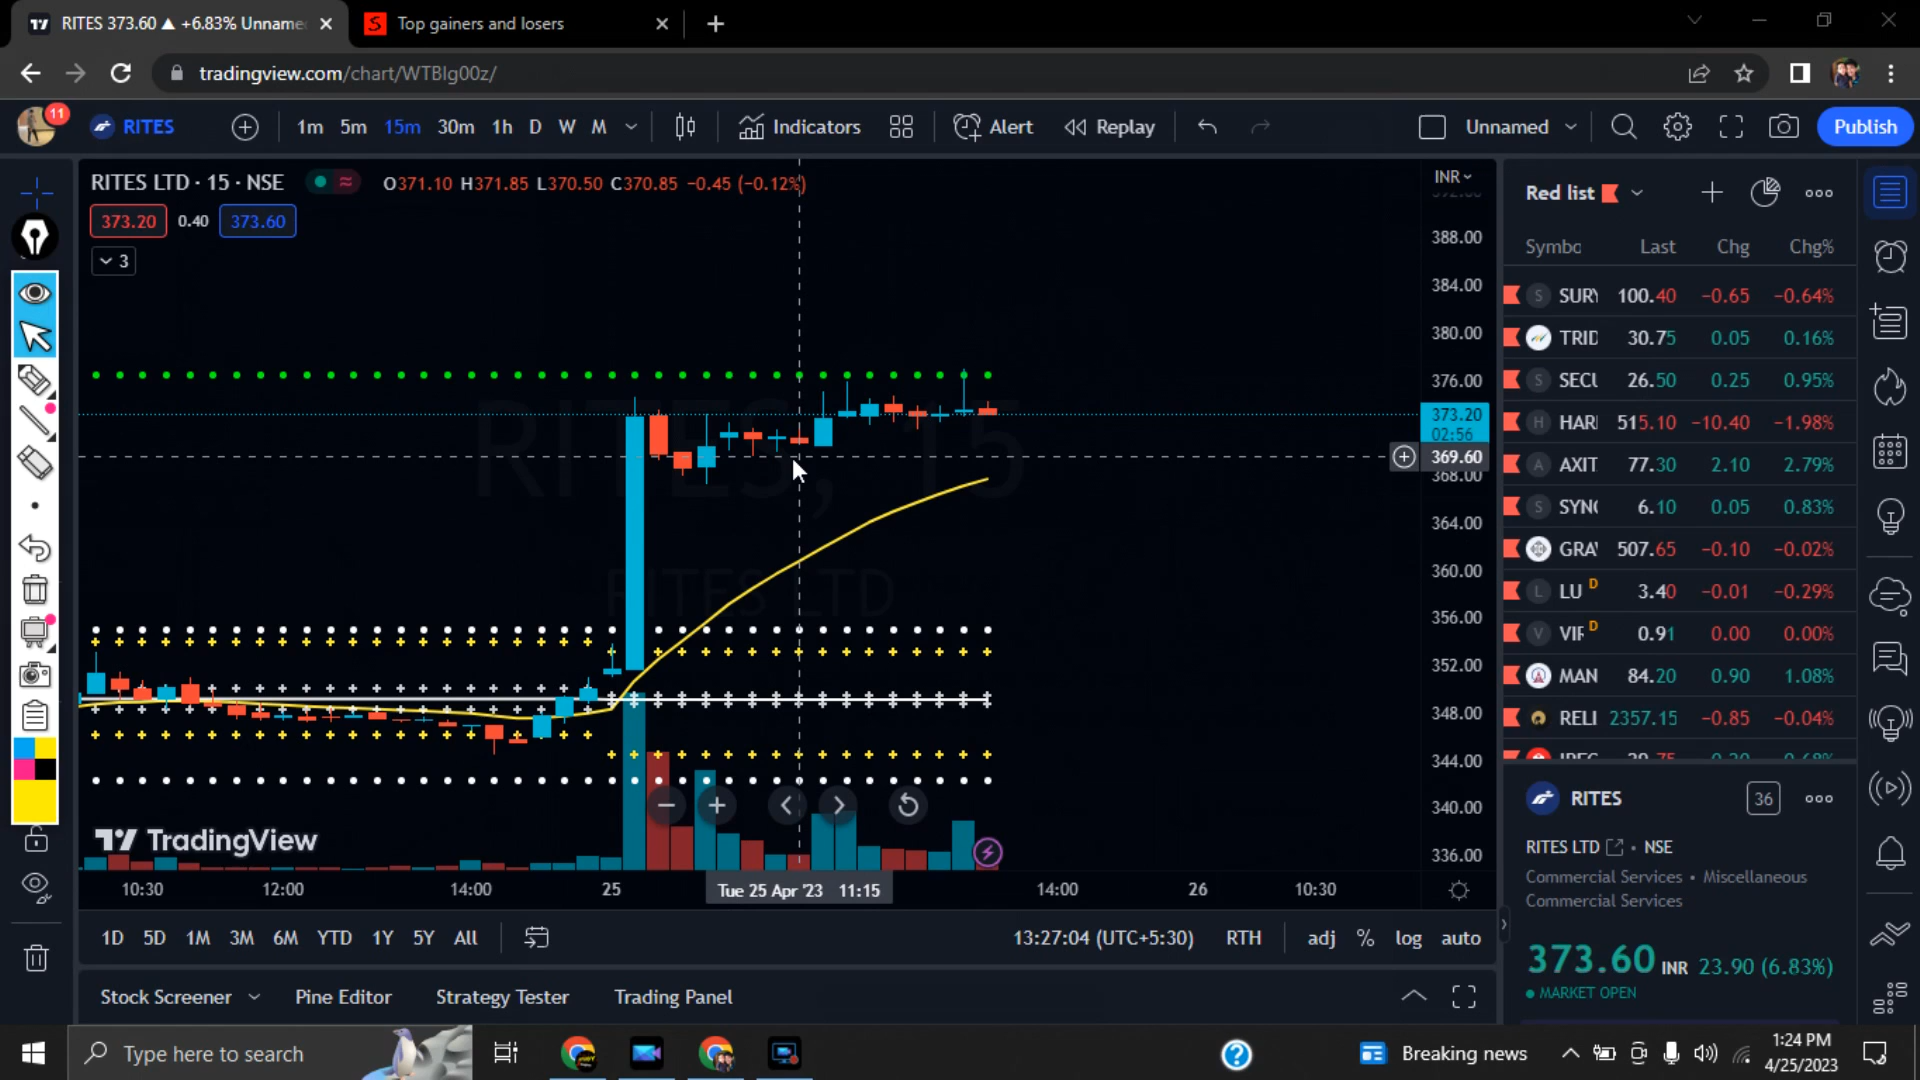 RITES 373.60 ▲ +6.83% Unname
Top gainers and losers
tradingview.com/chart/WTBIg00z/
11
RITES
1m 5m 15m 30m 1h D W M
Indicators
Alert
Replay
Unnamed
Publish
RITES LTD · 15 · NSE
O371.10 H371.85 L370.50 C370.85 −0.45 (−0.12%)
373.20 0.40 373.60
3
INR
388.00
384.00
380.00
376.00
373.20
02:56
369.60
368.00
364.00
360.00
356.00
352.00
348.00
344.00
340.00
336.00
RITES, 15
RITES LTD
TradingView
10:30 12:00 14:00 25 Tue 25 Apr '23 11:15 14:00 26 10:30
1D 5D 1M 3M 6M YTD 1Y 5Y All
13:27:04 (UTC+5:30) RTH adj % log auto
Stock Screener Pine Editor Strategy Tester Trading Panel
Red list
Symbo Last Chg Chg%
SURY 100.40 −0.65 −0.64%
TRID 30.75 0.05 0.16%
SECU 26.50 0.25 0.95%
HARI 515.10 −10.40 −1.98%
AXIT 77.30 2.10 2.79%
SYNC 6.10 0.05 0.83%
GRA 507.65 −0.10 −0.02%
LU D 3.40 −0.01 −0.29%
VIF D 0.91 0.00 0.00%
MAN 84.20 0.90 1.08%
RELI 2357.15 −0.85 −0.04%
RITES 36
RITES LTD · NSE
Commercial Services • Miscellaneous
Commercial Services
373.60 INR 23.90 (6.83%)
MARKET OPEN
Type here to search
Breaking news
1:24 PM
4/25/2023